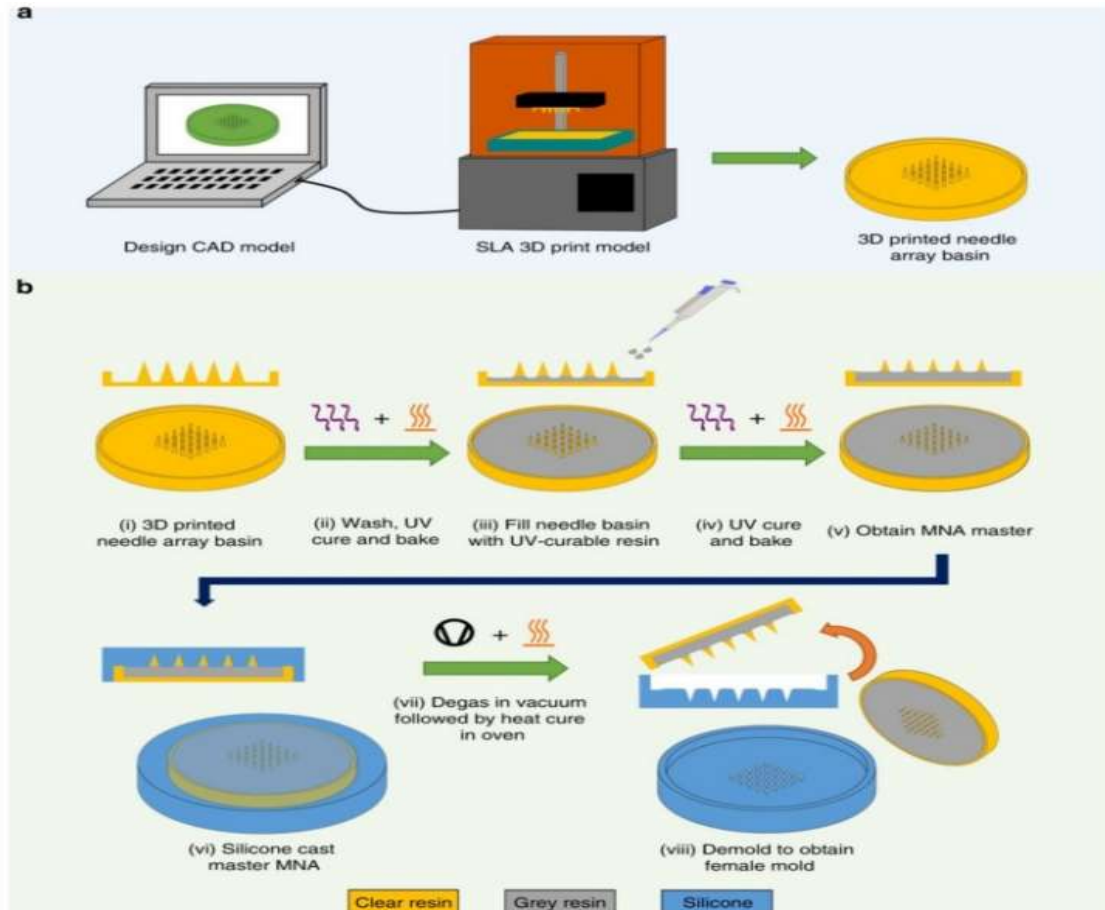 a
Design CAD model
SLA 3D print model
3D printed needle
array basin
b
(i) 3D printed
needle array basin
(ii) Wash, UV
cure and bake
(iii) Fill needle basin
with UV-curable resin
(iv) UV cure
and bake
(v) Obtain MNA master
(vi) Silicone cast
master MNA
(vii) Degas in vacuum
followed by heat cure
in oven
(viii) Demold to obtain
female mold
Clear resin
Grey resin
Silicone